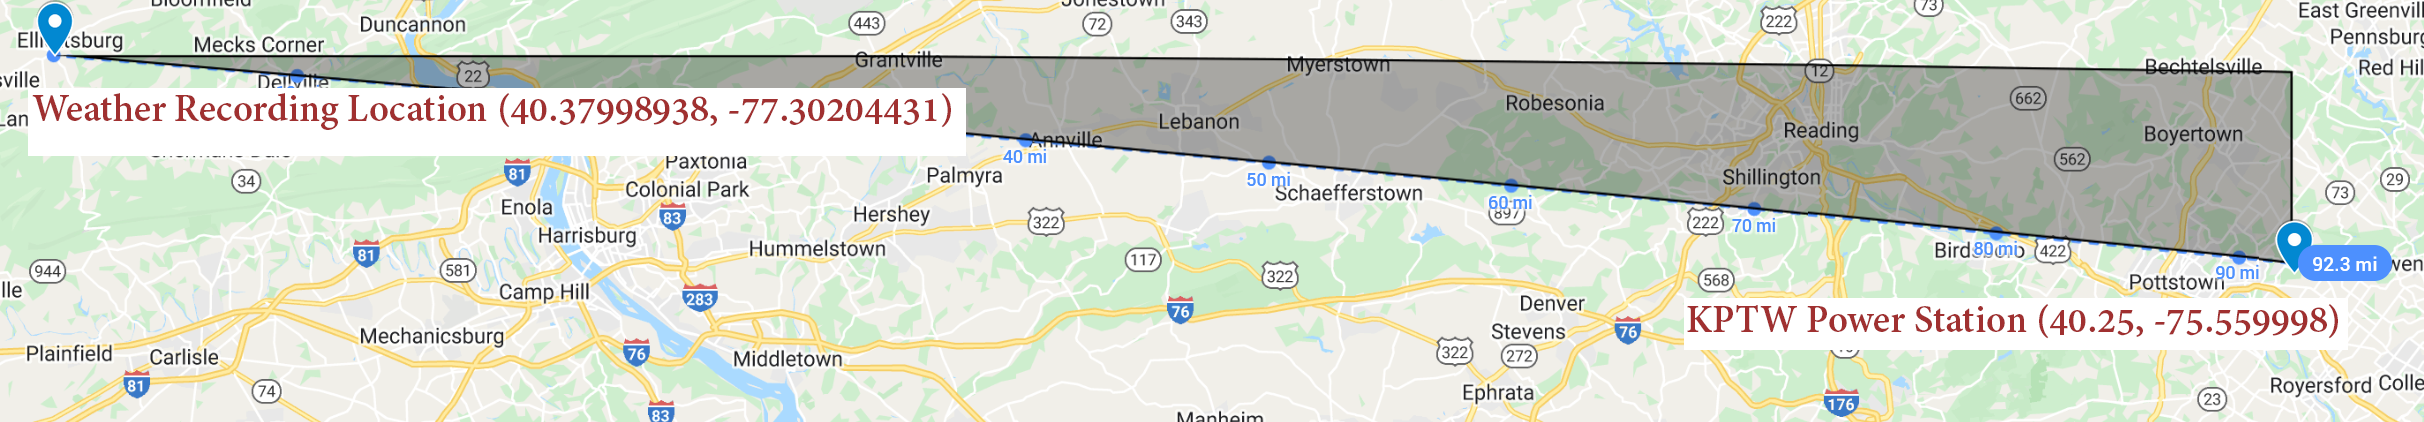 Bloomfield
Jonestown
73
East Greenvill
Duncannon
443
72
343
222
Pennsburg
Mecks Corner
Grantville
Myerstown
12
Bechtelsville
Red Hil
sville
Dellville
22
662
Robesonia
Weather Recording Location (40.37998938, -77.30204431)
Lan
Lebanon
Reading
Boyertown
Annville
40 mi
Paxtonia
562
34
81
Colonial Park
Palmyra
50 mi
Schaefferstown
Shillington
73
29
Enola
83
Hershey
322
60 mi
897
222
70 mi
Harrisburg
Hummelstown
81
Birdsboro
80 mi
422
92.3 mi
944
581
117
322
90 mi
lle
Camp Hill
283
76
568
Pottstown
Denver
KPTW Power Station (40.25, -75.559998)
Mechanicsburg
Stevens
76
Plainfield
Carlisle
76
Middletown
322
272
81
74
Ephrata
Royersford
Colle
83
Manheim
176
23